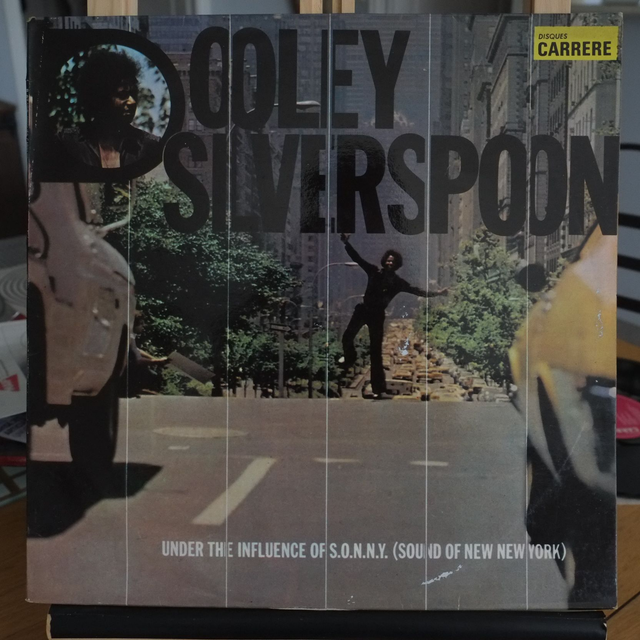 DISQUES
CARRERE
DOOLEY
SILVERSPOON
UNDER THE INFLUENCE OF S.O.N.N.Y. (SOUND OF NEW NEW YORK)